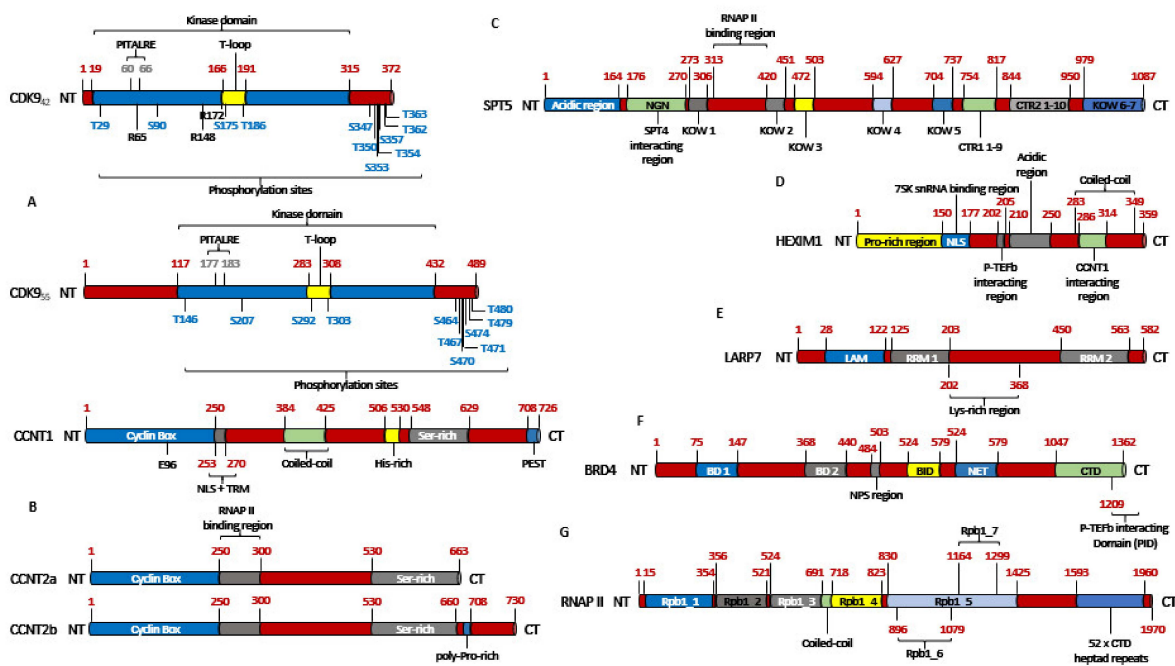 Kinase domain
PITALRE
T-loop
1 19 60 66 166 191 315 372
CDK9₄₂ NT
R172
T29 S90 S175 T186
R65 R148
S347 T363
T362
S357
T350 T354
S353
Phosphorylation sites
A
Kinase domain
PITALRE
T-loop
1 117 177 183 283 308 432 489
CDK9₅₅ NT
T146 S207 S292 T303
S464 T480
T479
S474
T467 T471
S470
Phosphorylation sites
1 250 384 425 506 530 548 629 708 726
CCNT1 NT Cyclin Box Ser-rich CT
E96 Coiled-coil His-rich PEST
253 270
NLS + TRM
B
RNAP II
binding region
1 250 300 530 663
CCNT2a NT Cyclin Box Ser-rich CT
1 250 300 530 660 708 730
CCNT2b NT Cyclin Box Ser-rich CT
poly-Pro-rich
C
RNAP II
binding region
1 164 176 270 273 306 313 420 451 472 503 594 627 704 737 754 817 844 950 979 1087
SPT5 NT Acidic region NGN CTR2 1-10 KOW 6-7 CT
SPT4
interacting
region
KOW 1 KOW 2 KOW 3 KOW 4 KOW 5 CTR1 1-9
D
Acidic
region
7SK snRNA binding region
Coiled-coil
1 150 177 202 205 210 250 283 286 314 349 359
HEXIM1 NT Pro-rich region NLS CT
P-TEFb
interacting
region
CCNT1
interacting
region
E
1 28 122 125 203 450 563 582
LARP7 NT LAM RRM 1 RRM 2 CT
202 368
Lys-rich region
F
1 75 147 368 440 484 503 524 579 524 579 1047 1362
BRD4 NT BD 1 BD 2 BID NET CTD CT
NPS region
1209
P-TEFb interacting
Domain (PID)
G
Rpb1_7
1 15 354 356 521 524 691 718 823 830 1164 1299 1425 1593 1960
RNAP II NT Rpb1_1 Rpb1_2 Rpb1_3 Rpb1_4 Rpb1_5 CT
1970
Coiled-coil
896 1079
Rpb1_6
52 x CTD
heptad repeats